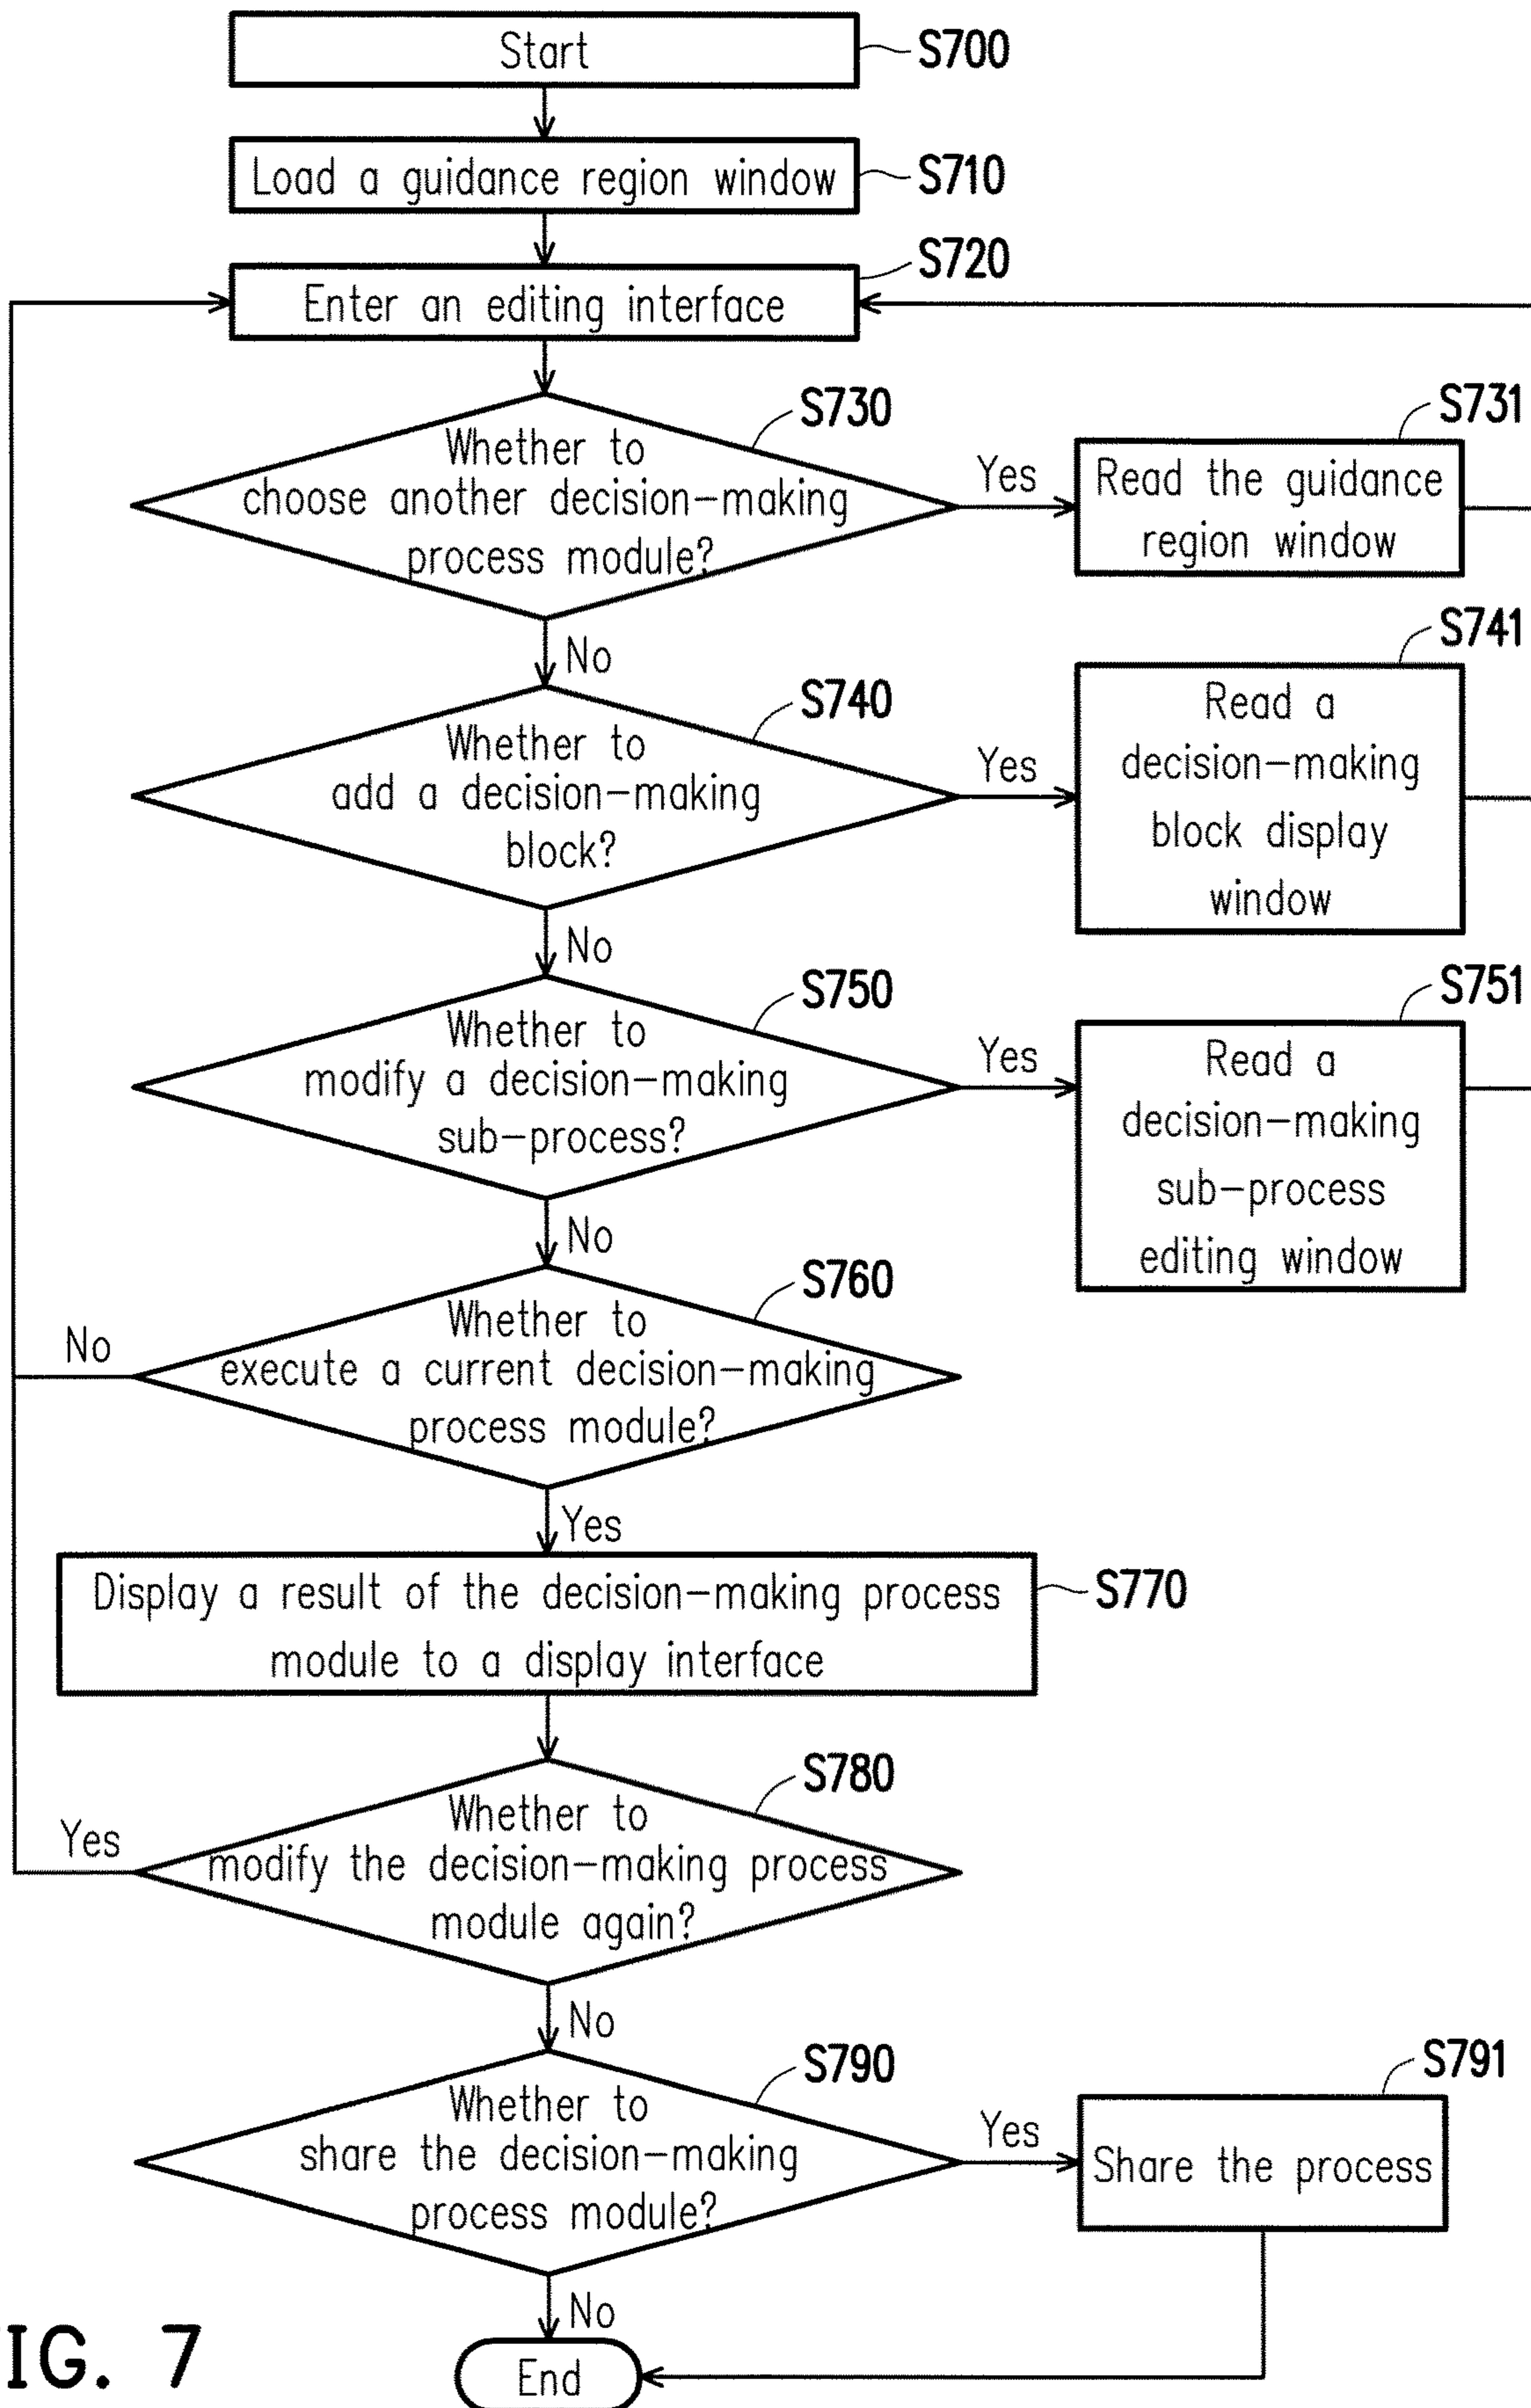 Start
S700
Load a guidance region window
S710
S720
Enter an editing interface
S730
Whether to
choose another decision-making
process module?
Yes
S731
Read the guidance
region window
No
S740
Whether to
add a decision-making
block?
Yes
S741
Read a
decision-making
block display
window
No
S750
Whether to
modify a decision-making
sub-process?
Yes
S751
Read a
decision-making
sub-process
editing window
No
S760
Whether to
execute a current decision-making
process module?
No
Yes
Display a result of the decision-making process
module to a display interface
S770
S780
Whether to
modify the decision-making process
module again?
Yes
No
S790
Whether to
share the decision-making
process module?
Yes
S791
Share the process
No
End
IG. 7